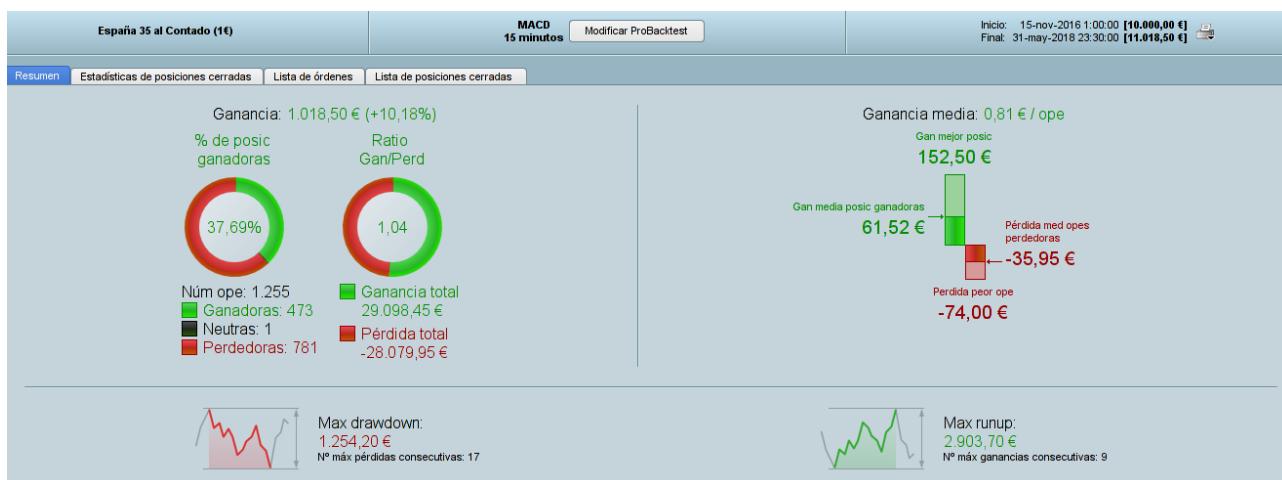 España 35 al Contado (1€)
MACD
15 minutos
Modificar ProBacktest
Inicio: 15-nov-2016 1:00:00 [10.000,00 €]
Final: 31-may-2018 23:30:00 [11.018,50 €]
Resumen
Estadísticas de posiciones cerradas
Lista de órdenes
Lista de posiciones cerradas
Ganancia: 1.018,50 € (+10,18%)
% de posic
ganadoras
37,69%
Núm ope: 1.255
Ganadoras: 473
Neutras: 1
Perdedoras: 781
Ratio
Gan/Perd
1,04
Ganancia total
29.098,45 €
Pérdida total
-28.079,95 €
Ganancia media: 0,81 € / ope
Gan mejor posic
152,50 €
Gan media posic ganadoras
61,52 €
Pérdida med opes
perdedoras
-35,95 €
Perdida peor ope
-74,00 €
Max drawdown:
1.254,20 €
Nº máx pérdidas consecutivas: 17
Max runup:
2.903,70 €
Nº máx ganancias consecutivas: 9